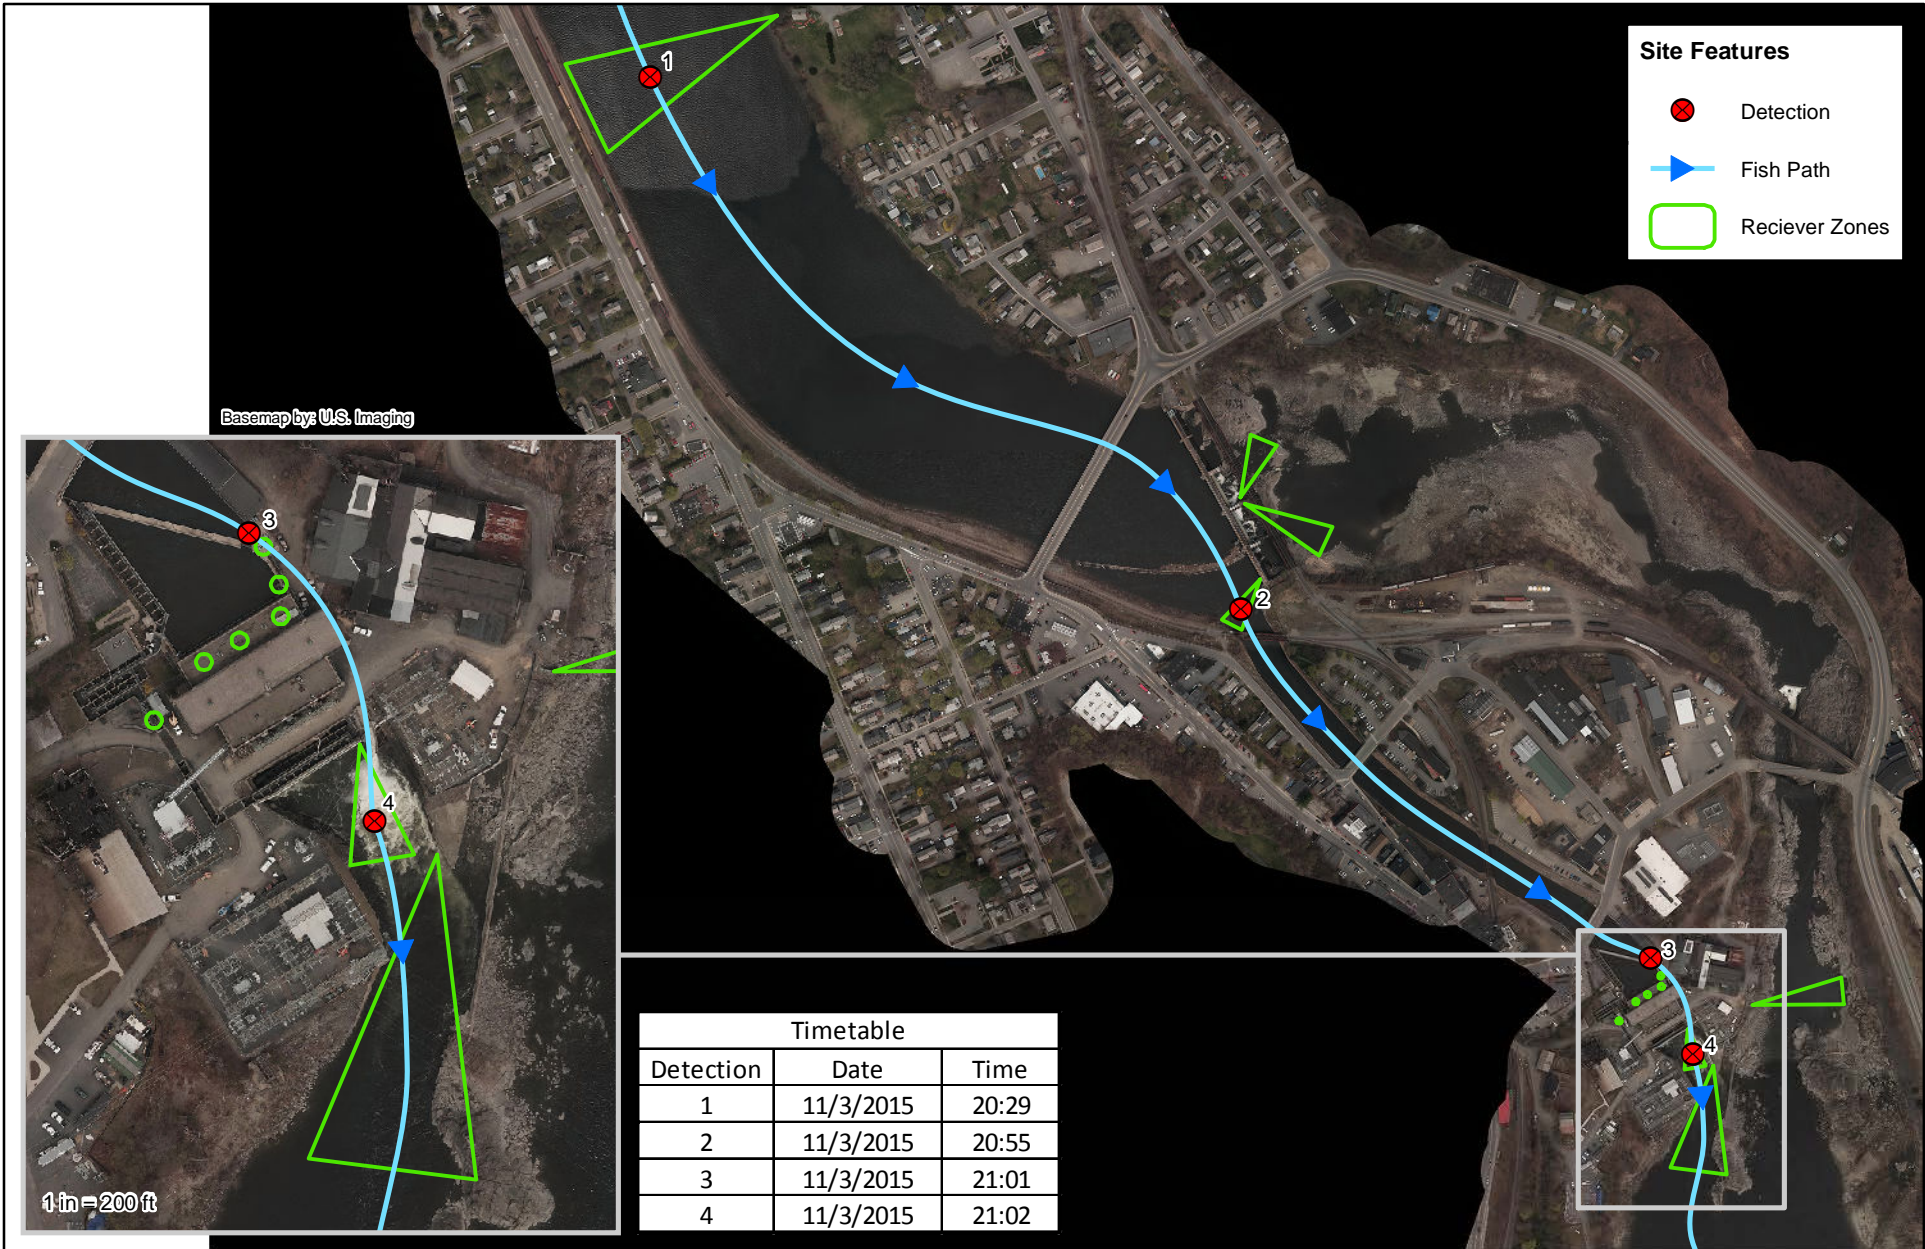 Site Features
Detection
Fish Path
Reciever Zones
1
2
3
4
Basemap by: U.S. Imaging
3
4
1 in = 200 ft
Timetable
Detection Date Time
1 11/3/2015 20:29
2 11/3/2015 20:55
3 11/3/2015 21:01
4 11/3/2015 21:02